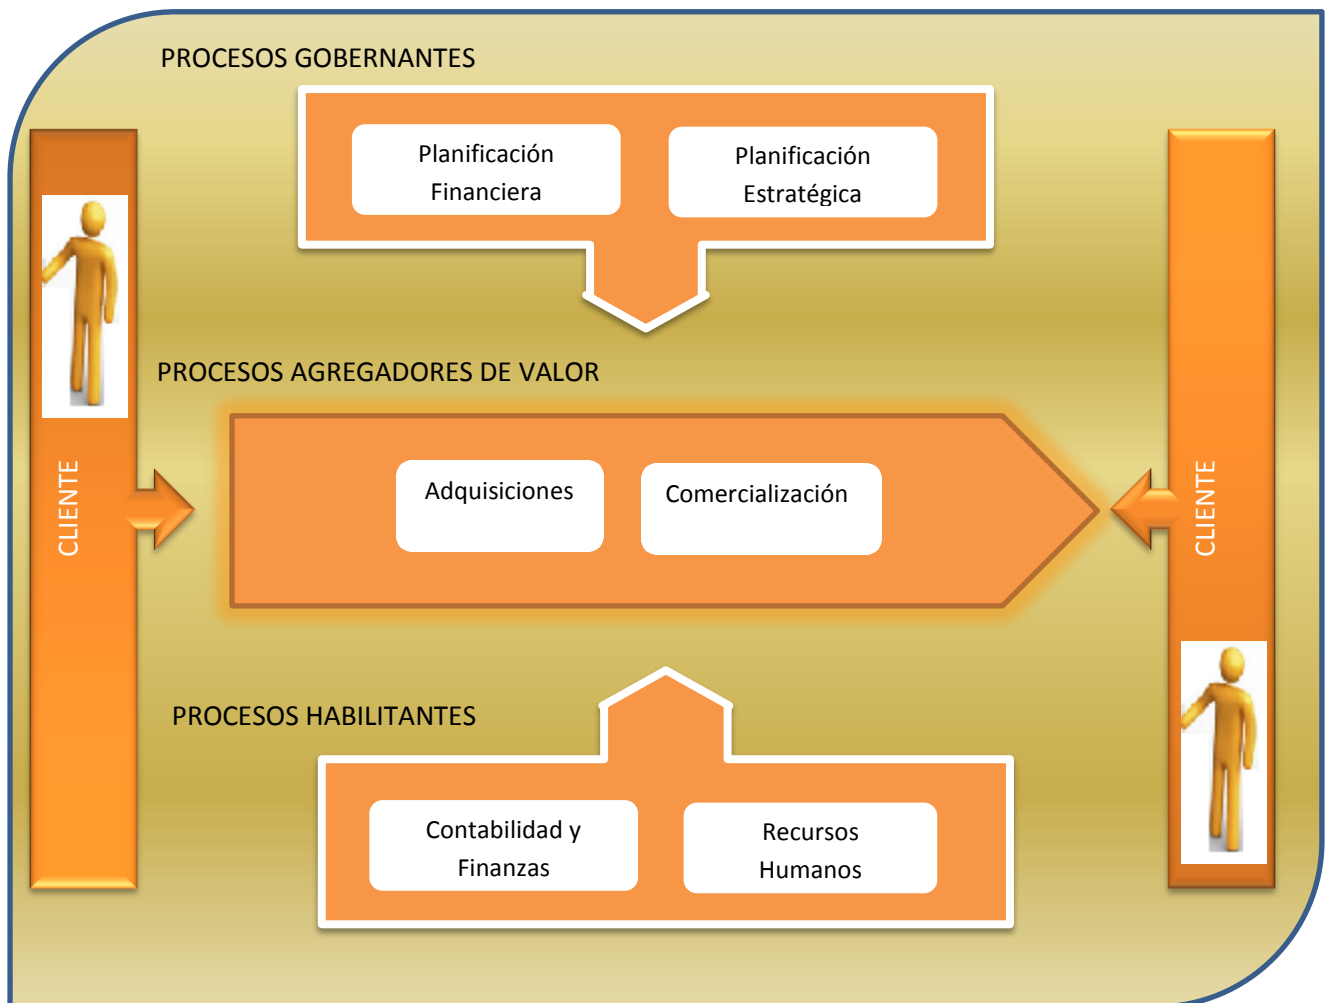 PROCESOS GOBERNANTES
Planificación
Financiera
Planificación
Estratégica
PROCESOS AGREGADORES DE VALOR
CLIENTE
Adquisiciones
Comercialización
CLIENTE
PROCESOS HABILITANTES
Contabilidad y
Finanzas
Recursos
Humanos